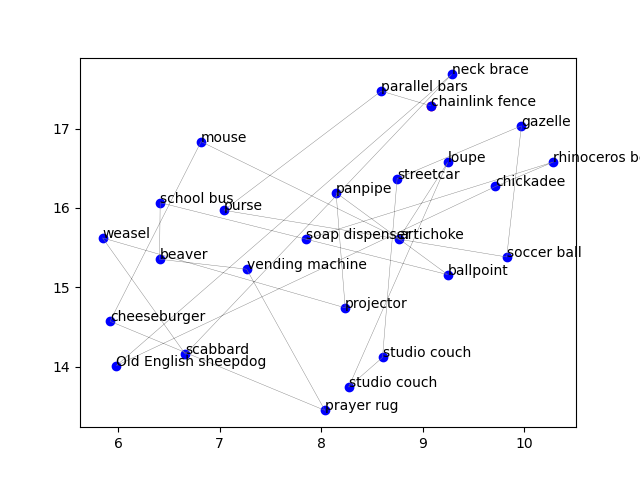 neck brace
parallel bars
chainlink fence
gazelle
17
mouse
loupe
rhinoceros b
streetcar
chickadee
panpipe
school bus
purse
16
weasel
soap dispenser
artichoke
beaver
soccer ball
vending machine
ballpoint
15
projector
cheeseburger
scabbard
studio couch
Old English sheepdog
14
studio couch
prayer rug
6
7
8
9
10